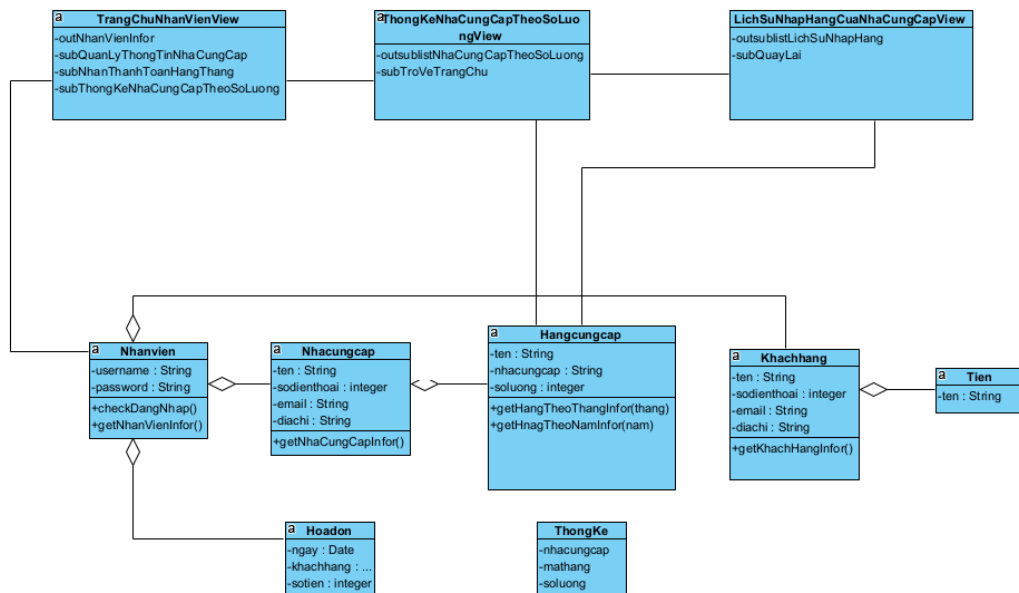 a
TrangChuNhanVienView
-outNhanVienInfor
-subQuanLyThongTinNhaCungCap
-subNhanThanhToanHangThang
-subThongKeNhaCungCapTheoSoLuong
a
ThongKeNhaCungCapTheoSoLuo
ngView
-outsublistNhaCungCapTheoSoLuong
-subTroVeTrangChu
a
LichSuNhapHangCuaNhaCungCapView
-outsublistLichSuNhapHang
-subQuayLai
a
Nhanvien
-username : String
-password : String
+checkDangNhap()
+getNhanVienInfor()
a
Nhacungcap
-ten : String
-sodienthoai : integer
-email : String
-diachi : String
+getNhaCungCapInfor()
a
Hangcungcap
-ten : String
-nhacungcap : String
-soluong : integer
+getHangTheoThangInfor(thang)
+getHnagTheoNamInfor(nam)
a
Khachhang
-ten : String
-sodienthoai : integer
-email : String
-diachi : String
+getKhachHangInfor()
a
Tien
-ten : String
a
Hoadon
-ngay : Date
-khachhang : ...
-sotien : integer
ThongKe
-nhacungcap
-mathang
-soluong